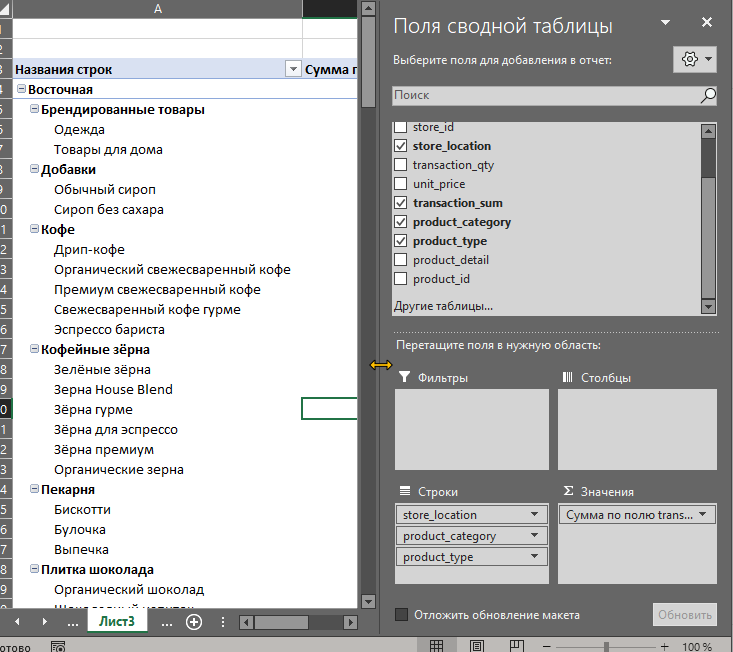 A
Названия строк
Сумма п
Восточная
Брендированные товары
Одежда
Товары для дома
Добавки
Обычный сироп
Сироп без сахара
Кофе
Дрип-кофе
Органический свежесваренный кофе
Премиум свежесваренный кофе
Свежесваренный кофе гурме
Эспрессо бариста
Кофейные зёрна
Зелёные зёрна
Зерна House Blend
Зёрна гурме
Зёрна для эспрессо
Зёрна премиум
Органические зерна
Пекарня
Бискотти
Булочка
Выпечка
Плитка шоколада
Органический шоколад
... Лист3 ...
отово
Поля сводной таблицы
Выберите поля для добавления в отчет:
Поиск
store_id
store_location
transaction_qty
unit_price
transaction_sum
product_category
product_type
product_detail
product_id
Другие таблицы...
Перетащите поля в нужную область:
Фильтры
Столбцы
Строки
store_location
product_category
product_type
Σ Значения
Сумма по полю trans...
Отложить обновление макета
Обновить
100 %